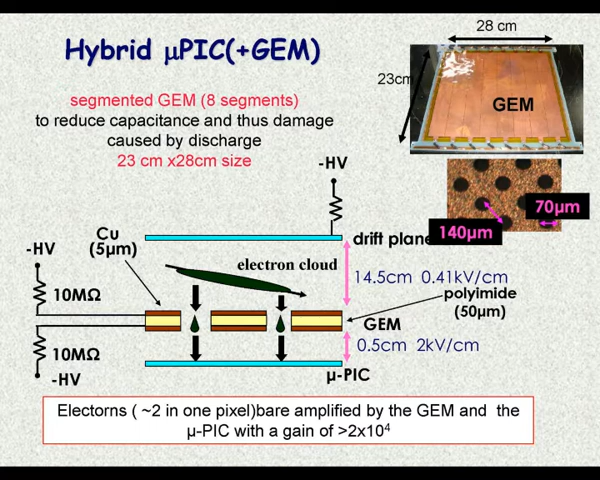 Hybrid µPIC(+GEM)
segmented GEM (8 segments)
to reduce capacitance and thus damage
caused by discharge
23 cm x28cm size
28 cm
23cm
GEM
70µm
140µm
-HV
Cu
(5µm)
drift plane
electron cloud
-HV
14.5cm 0.41kV/cm
10MΩ
polyimide
(50µm)
GEM
0.5cm 2kV/cm
10MΩ
-HV
µ-PIC
Electorns ( ~2 in one pixel)bare amplified by the GEM and the
µ-PIC with a gain of >2x10⁴